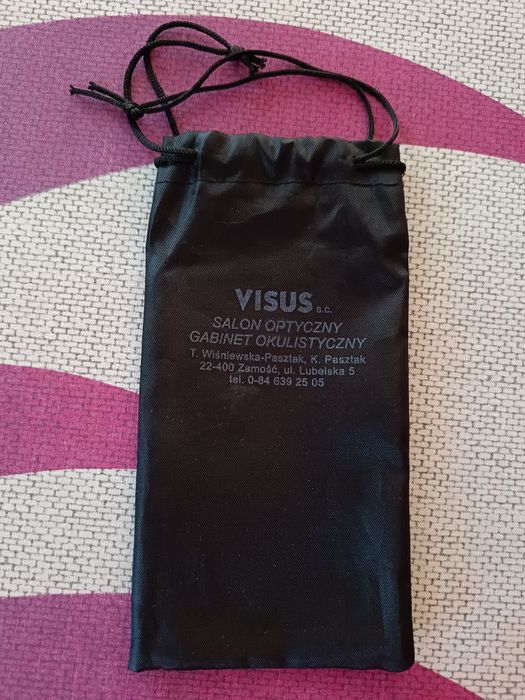 VISUS s.c.
SALON OPTYCZNY
GABINET OKULISTYCZNY
T. Wiśniewska-Pasztak, K. Pasztak
22-400 Zamość, ul. Lubelska 5
tel. 0-84 639 25 05